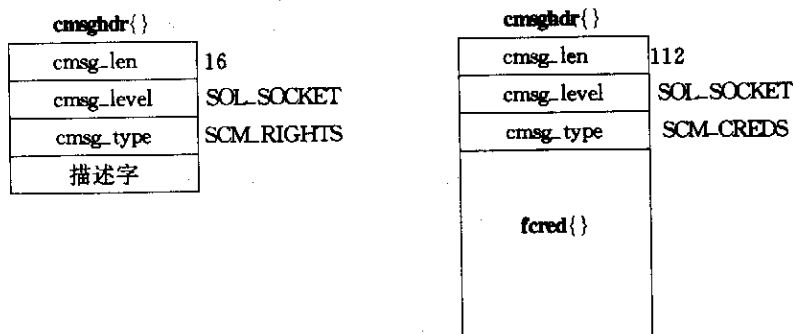 cmsghdr{}
cmsg_len 16
cmsg_level SOL_SOCKET
cmsg_type SCM_RIGHTS
描述字
cmsghdr{}
cmsg_len 112
cmsg_level SOL_SOCKET
cmsg_type SCM_CREDS
fcred{}